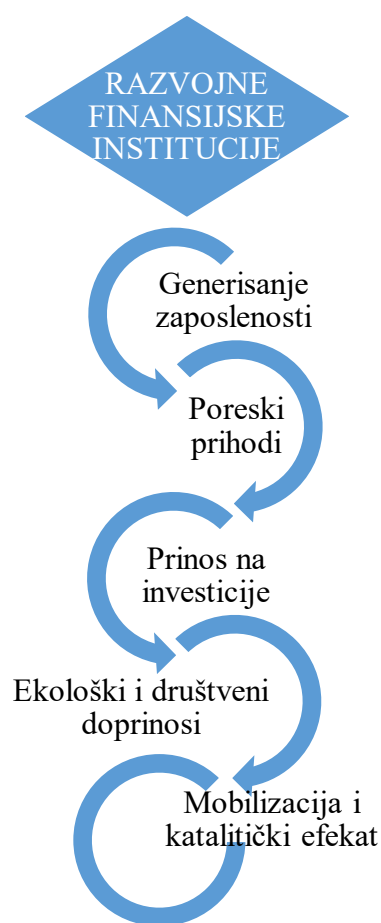 RAZVOJNE
FINANSIJSKE
INSTITUCIJE
Generisanje
zaposlenosti
Poreski
prihodi
Prinos na
investicije
Ekološki i društveni
doprinosi
Mobilizacija i
katalitički efekat